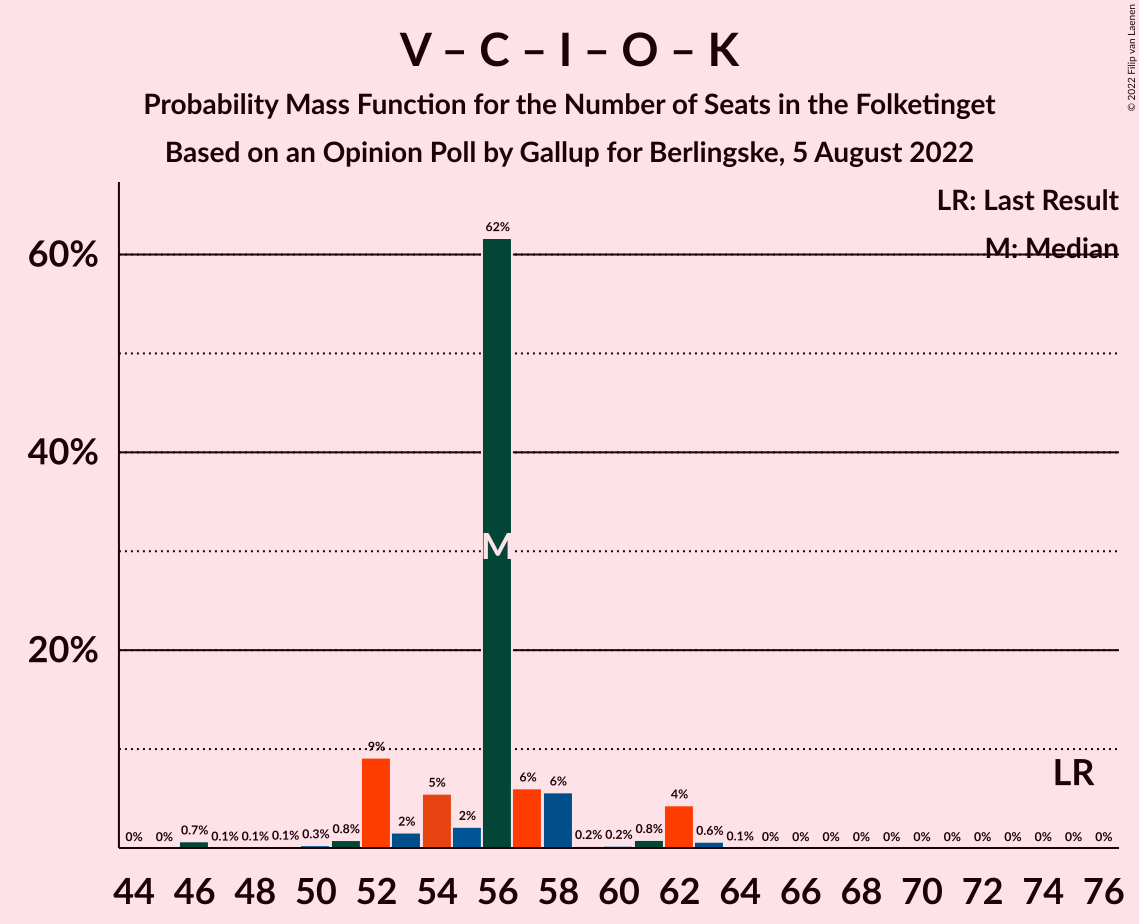 V – C – I – O – K
Probability Mass Function for the Number of Seats in the Folketinget
Based on an Opinion Poll by Gallup for Berlingske, 5 August 2022
© 2022 Filip van Laenen
LR: Last Result
M: Median
60%
40%
20%
62%
M
LR
0% 0% 0.7% 0.1% 0.1% 0.1% 0.3% 0.8% 9% 2% 5% 2% 6% 6% 0.2% 0.2% 0.8% 4% 0.6% 0.1% 0% 0% 0% 0% 0% 0% 0% 0% 0% 0% 0% 0%
44 46 48 50 52 54 56 58 60 62 64 66 68 70 72 74 76